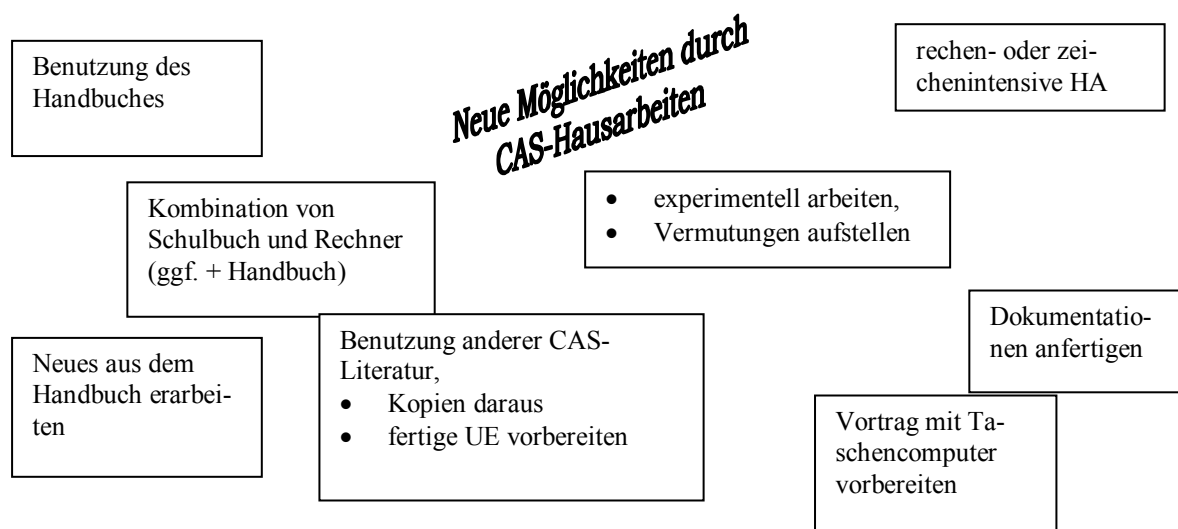 Neue Möglichkeiten durch
CAS-Hausarbeiten
Benutzung des
Handbuches
rechen- oder zei-
chenintensive HA
Kombination von
Schulbuch und Rechner
(ggf. + Handbuch)
• experimentell arbeiten,
• Vermutungen aufstellen
Neues aus dem
Handbuch erarbei-
ten
Benutzung anderer CAS-
Literatur,
• Kopien daraus
• fertige UE vorbereiten
Dokumentatio-
nen anfertigen
Vortrag mit Ta-
schencomputer
vorbereiten